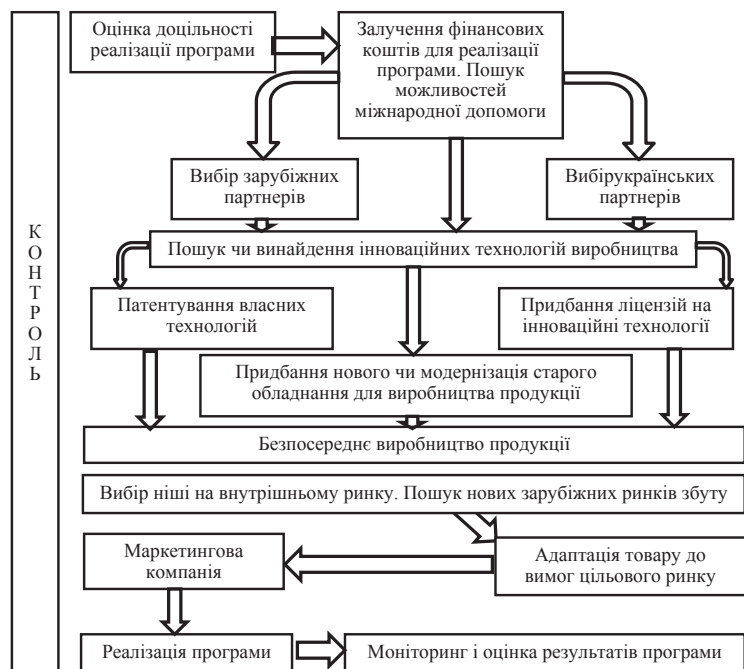 К
О
Н
Т
Р
О
Л
Ь
Оцінка доцільності
реалізації програми
Залучення фінансових
коштів для реалізації
програми. Пошук
можливостей
міжнародної допомоги
Вибір зарубіжних
партнерів
Вибірукраїнських
партнерів
Пошук чи винайдення інноваційних технологій виробництва
Патентування власних
технологій
Придбання ліцензій на
інноваційні технології
Придбання нового чи модернізація старого
обладнання для виробництва продукції
Безпосереднє виробництво продукції
Вибір ніші на внутрішньому ринку. Пошук нових зарубіжних ринків збуту
Маркетингова
компанія
Адаптація товару до
вимог цільового ринку
Реалізація програми
Моніторинг і оцінка результатів програми